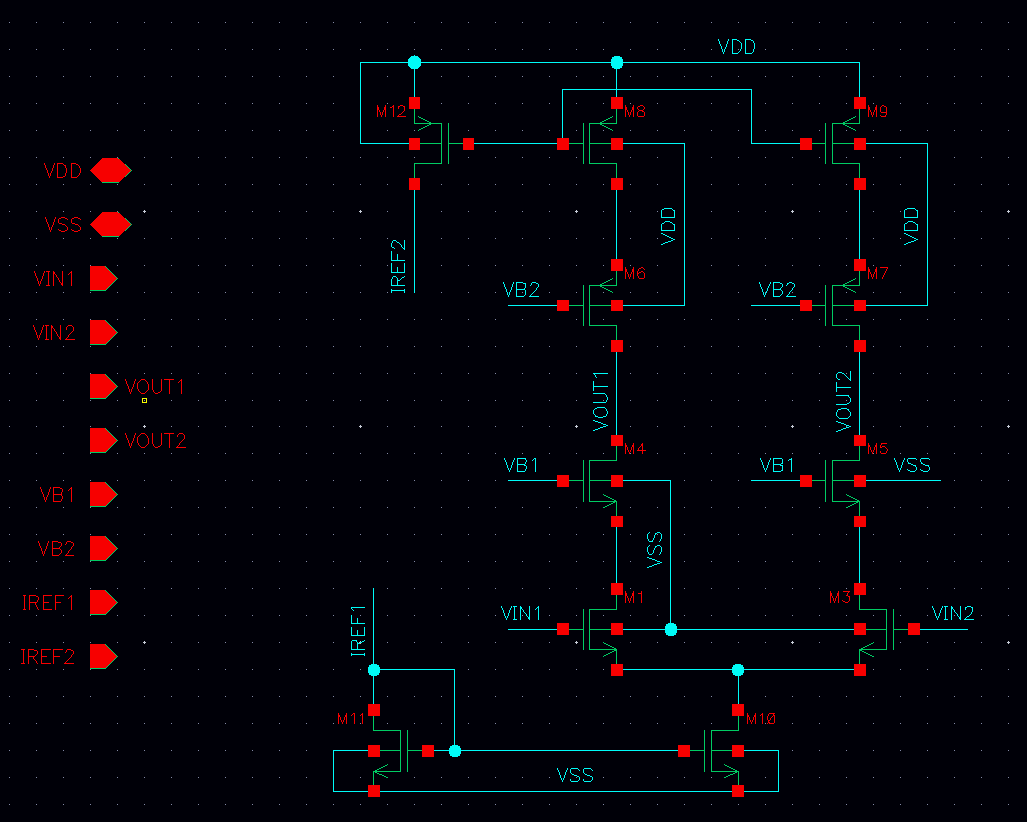 VDD
VSS
VIN1
VIN2
VOUT1
VOUT2
VB1
VB2
IREF1
IREF2
VDD
M12
M8
M9
IREF2
VDD
VDD
M6
M7
VB2
VB2
VOUT1
VOUT2
M4
M5
VB1
VB1
VSS
VSS
M1
M3
VIN1
VIN2
IREF1
M11
M10
VSS